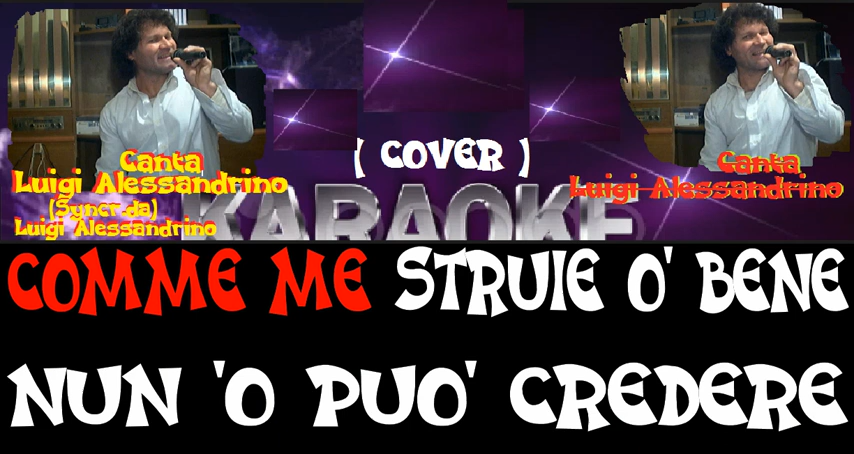 Canta
Luigi Alessandrino
(Syncr da)
Luigi Alessandrino
( COVER )
Canta
Luigi Alessandrino
KARAOKE
COMME ME STRUIE O' BENE
NUN 'O PUO' CREDERE